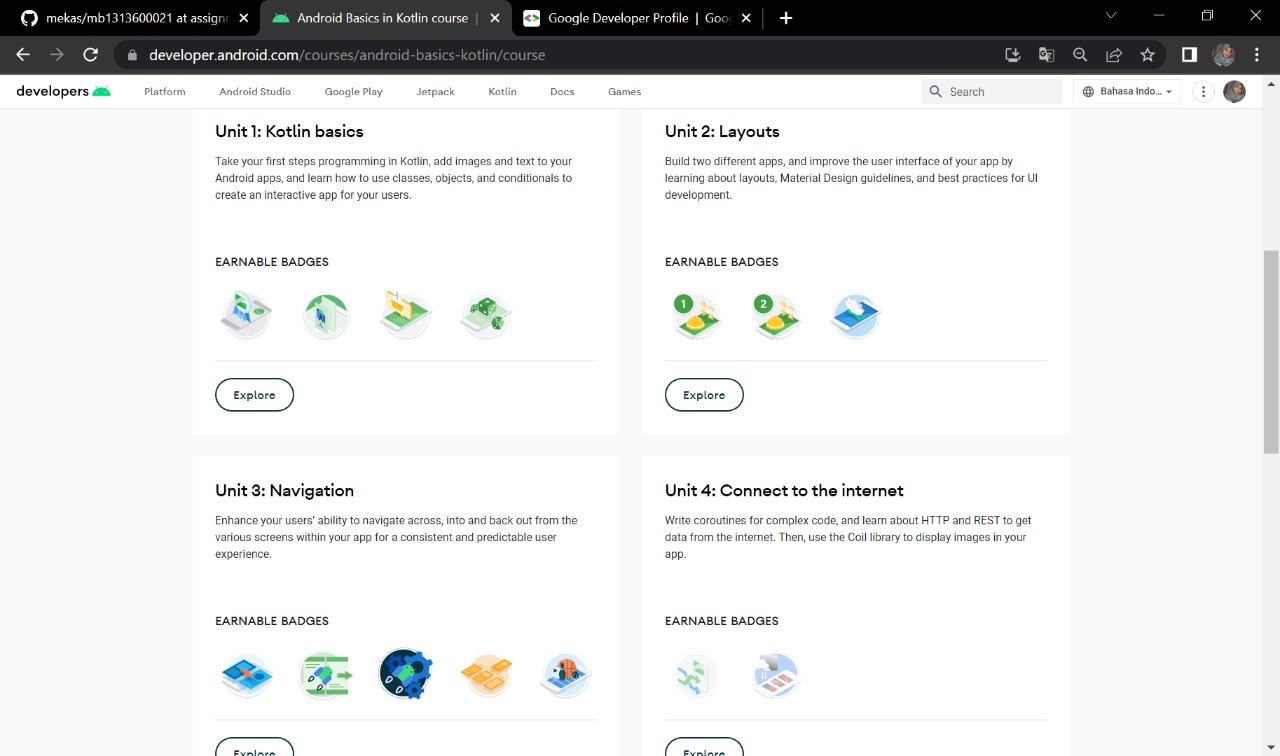 mekas/mb1313600021 at assignm
Android Basics in Kotlin course |
Google Developer Profile | Goog
developer.android.com/courses/android-basics-kotlin/course
developers
Platform
Android Studio
Google Play
Jetpack
Kotlin
Docs
Games
Search
Bahasa Indo...
Unit 1: Kotlin basics
Take your first steps programming in Kotlin, add images and text to your
Android apps, and learn how to use classes, objects, and conditionals to
create an interactive app for your users.
EARNABLE BADGES
Explore
Unit 2: Layouts
Build two different apps, and improve the user interface of your app by
learning about layouts, Material Design guidelines, and best practices for UI
development.
EARNABLE BADGES
1
2
Explore
Unit 3: Navigation
Enhance your users’ ability to navigate across, into and back out from the
various screens within your app for a consistent and predictable user
experience.
EARNABLE BADGES
Explore
Unit 4: Connect to the internet
Write coroutines for complex code, and learn about HTTP and REST to get
data from the internet. Then, use the Coil library to display images in your
app.
EARNABLE BADGES
Explore